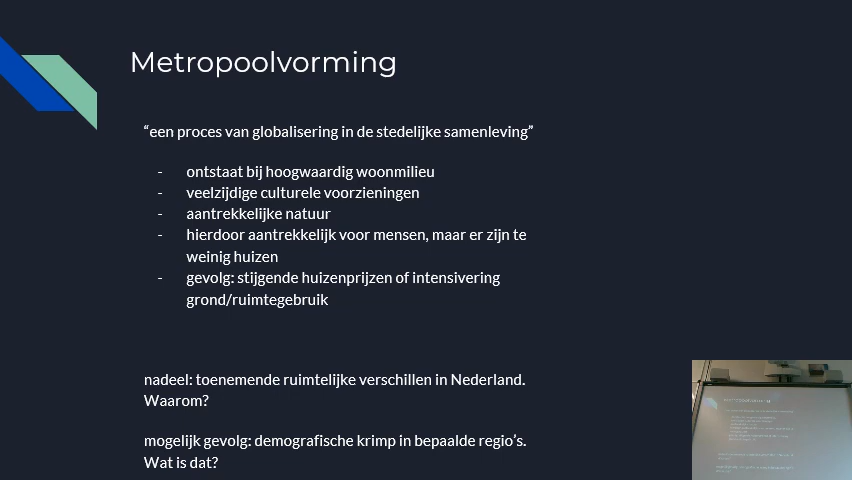 Metropoolvorming
“een proces van globalisering in de stedelijke samenleving”
- ontstaat bij hoogwaardig woonmilieu
- veelzijdige culturele voorzieningen
- aantrekkelijke natuur
- hierdoor aantrekkelijk voor mensen, maar er zijn te
weinig huizen
- gevolg: stijgende huizenprijzen of intensivering
grond/ruimtegebruik
nadeel: toenemende ruimtelijke verschillen in Nederland.
Waarom?
mogelijk gevolg: demografische krimp in bepaalde regio’s.
Wat is dat?